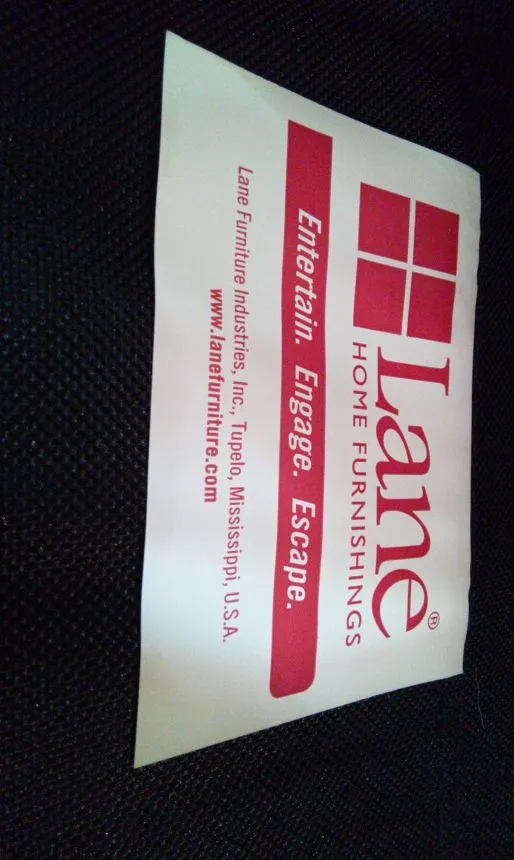 Lane®
HOME FURNISHINGS
Entertain. Engage. Escape.
Lane Furniture Industries, Inc., Tupelo, Mississippi, U.S.A.
www.lanefurniture.com